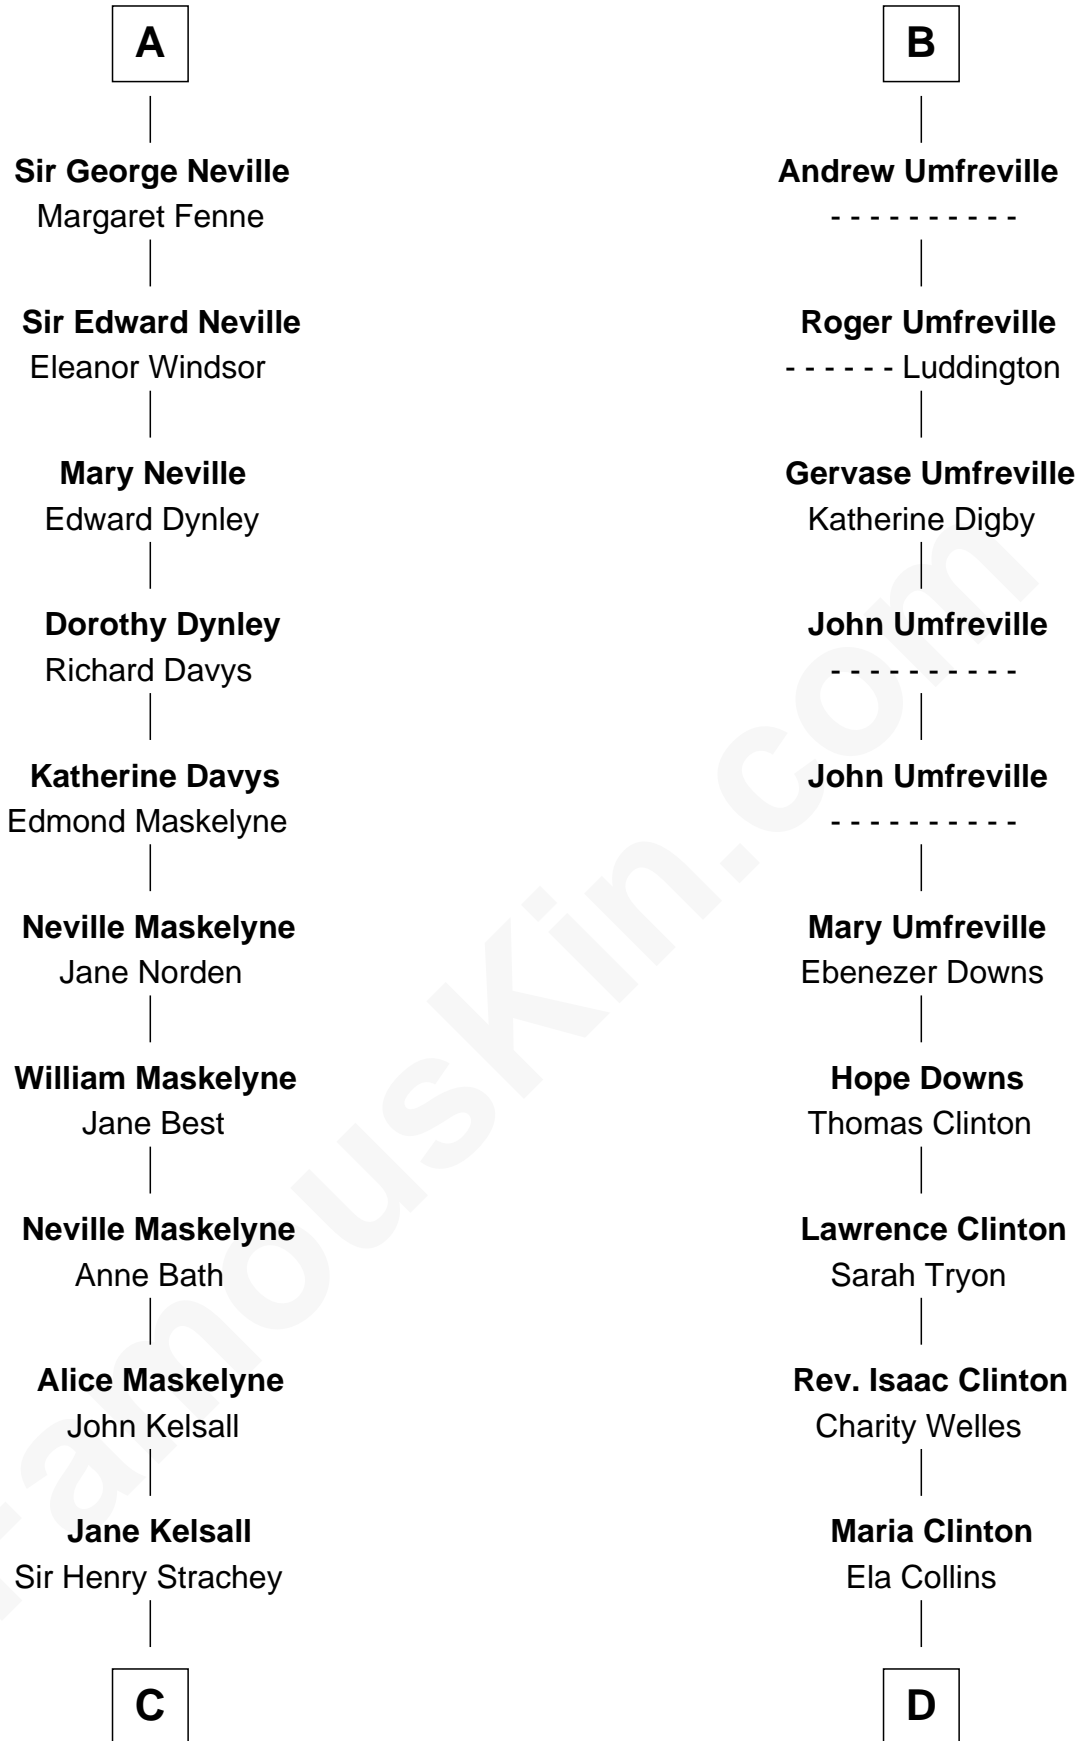 A
Sir George Neville
Margaret Fenne
Sir Edward Neville
Eleanor Windsor
Mary Neville
Edward Dynley
Dorothy Dynley
Richard Davys
Katherine Davys
Edmond Maskelyne
Neville Maskelyne
Jane Norden
William Maskelyne
Jane Best
Neville Maskelyne
Anne Bath
Alice Maskelyne
John Kelsall
Jane Kelsall
Sir Henry Strachey
C
B
Andrew Umfreville
- - - - - - - - - -
Roger Umfreville
- - - - - - Luddington
Gervase Umfreville
Katherine Digby
John Umfreville
- - - - - - - - - -
John Umfreville
- - - - - - - - - -
Mary Umfreville
Ebenezer Downs
Hope Downs
Thomas Clinton
Lawrence Clinton
Sarah Tryon
Rev. Isaac Clinton
Charity Welles
Maria Clinton
Ela Collins
D
FamousKin.com